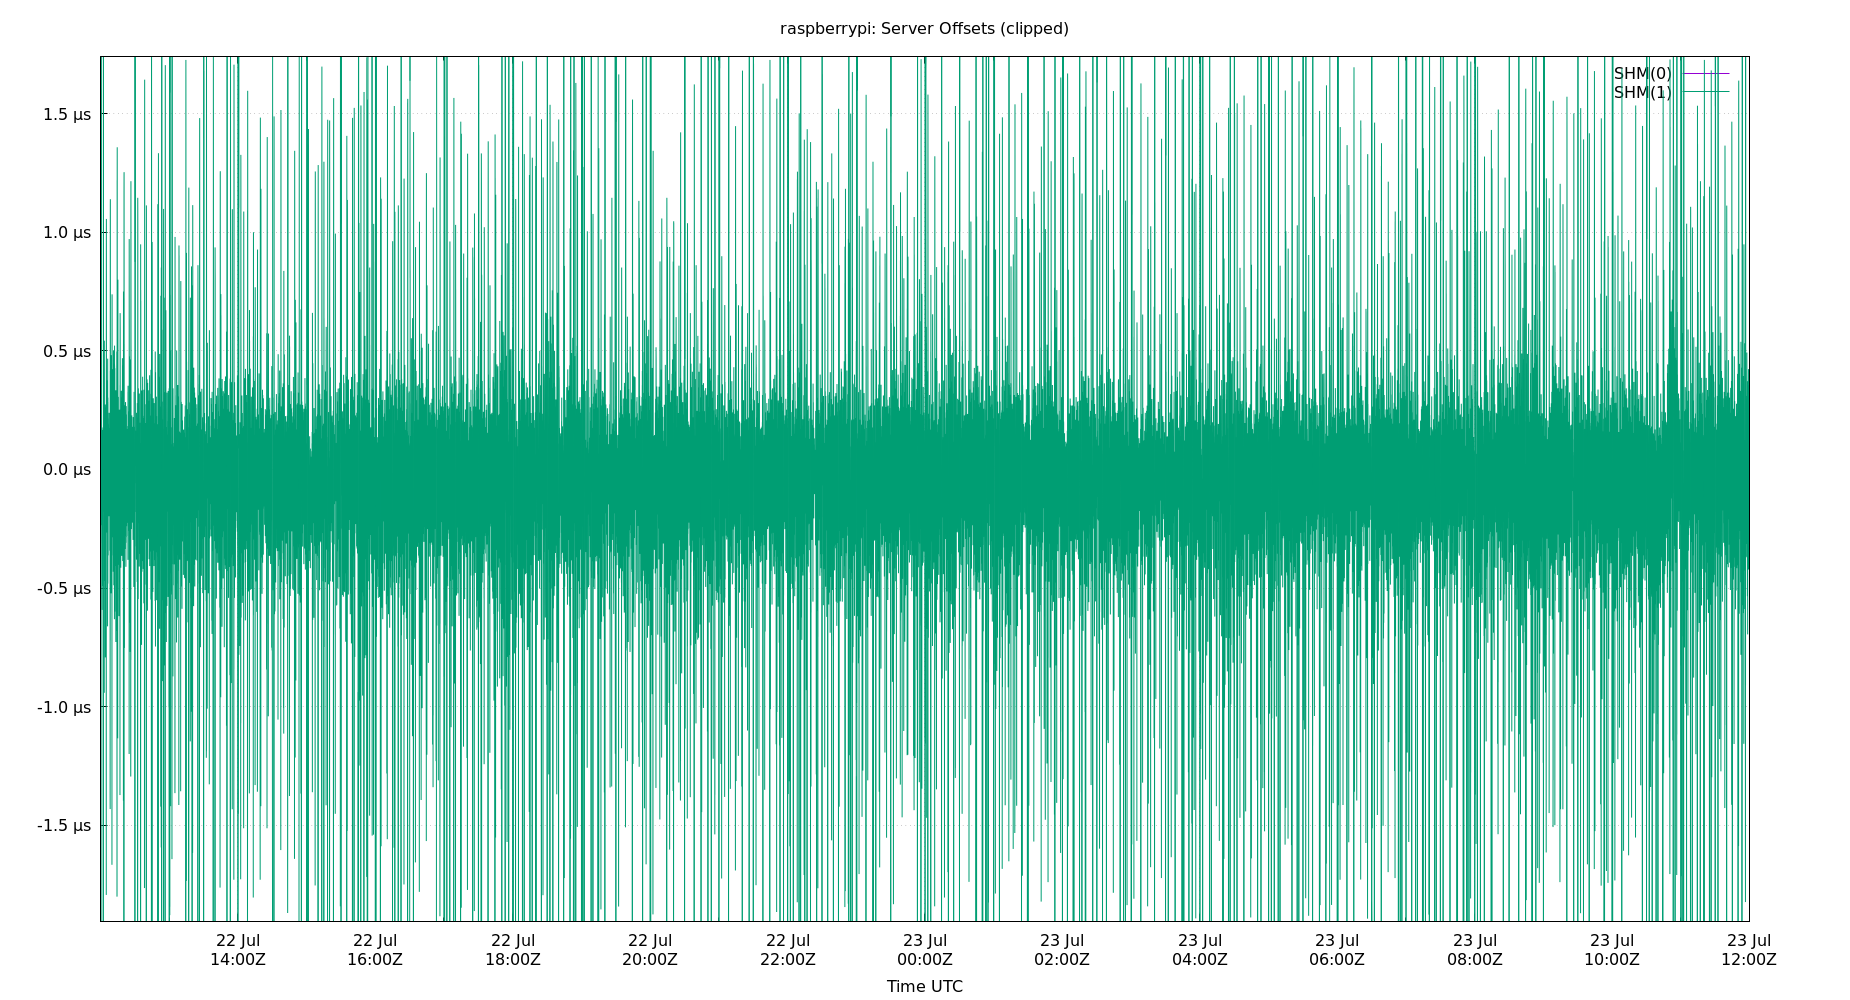 raspberrypi: Server Offsets (clipped)
SHM(0)
SHM(1)
1.5 µs
1.0 µs
0.5 µs
0.0 µs
-0.5 µs
-1.0 µs
-1.5 µs
22 Jul 22 Jul 22 Jul 22 Jul 22 Jul 23 Jul 23 Jul 23 Jul 23 Jul 23 Jul 23 Jul 23 Jul
14:00Z 16:00Z 18:00Z 20:00Z 22:00Z 00:00Z 02:00Z 04:00Z 06:00Z 08:00Z 10:00Z 12:00Z
Time UTC